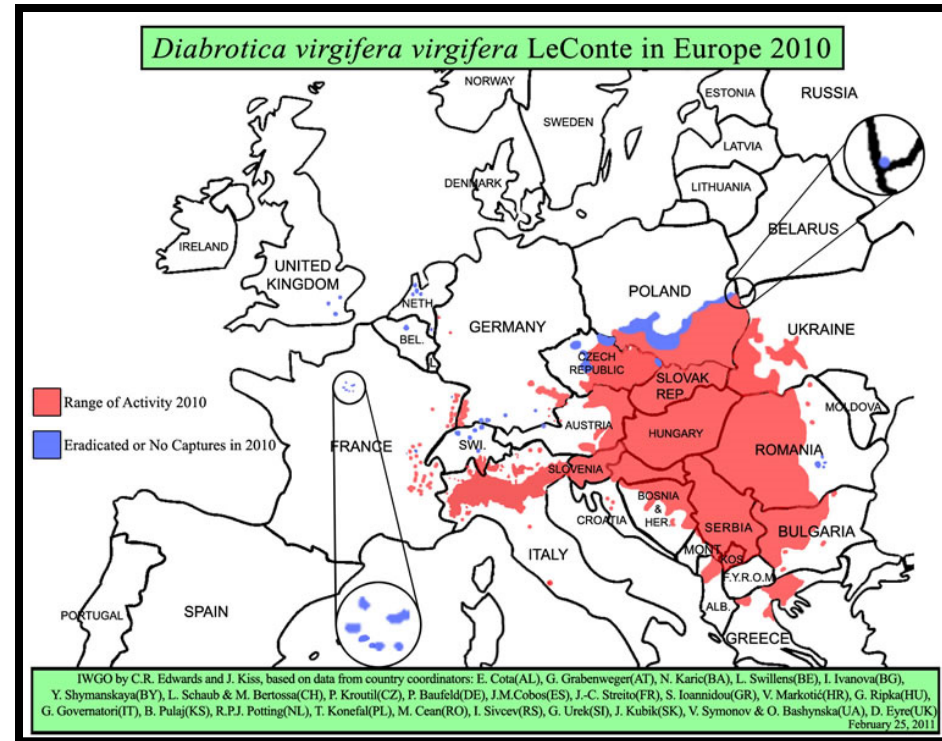 Diabrotica virgifera virgifera LeConte in Europe 2010
NORWAY
ESTONIA
RUSSIA
SWEDEN
LATVIA
DENMARK
LITHUANIA
IRELAND
BELARUS
UNITED
KINGDOM
NETH
POLAND
GERMANY
UKRAINE
BEL.
CZECH
REPUBLIC
SLOVAK
REP.
Range of Activity 2010
MOLDOVA
AUSTRIA
HUNGARY
Eradicated or No Captures in 2010
FRANCE
SWI.
ROMANIA
SLOVENIA
BOSNIA
&
HER.
CROATIA
SERBIA
BULGARIA
ITALY
MONT.
KOS.
F.Y.R.O.M
PORTUGAL
SPAIN
ALB.
GREECE
IWGO by C.R. Edwards and J. Kiss, based on data from country coordinators: E. Cota(AL), G. Grabenweger(AT), N. Karic(BA), L. Swillens(BE), I. Ivanova(BG),
Y. Shymanskaya(BY), L. Schaub & M. Bertossa(CH), P. Kroutil(CZ), P. Baufeld(DE), J.M.Cobos(ES), J.-C. Streito(FR), S. Ioannidou(GR), V. Markotić(HR), G. Ripka(HU),
G. Governatori(IT), B. Pulaj(KS), R.P.J. Potting(NL), T. Konefal(PL), M. Cean(RO), I. Sivcev(RS), G. Urek(SI), J. Kubik(SK), V. Symonov & O. Bashynska(UA), D. Eyre(UK)
February 25, 2011